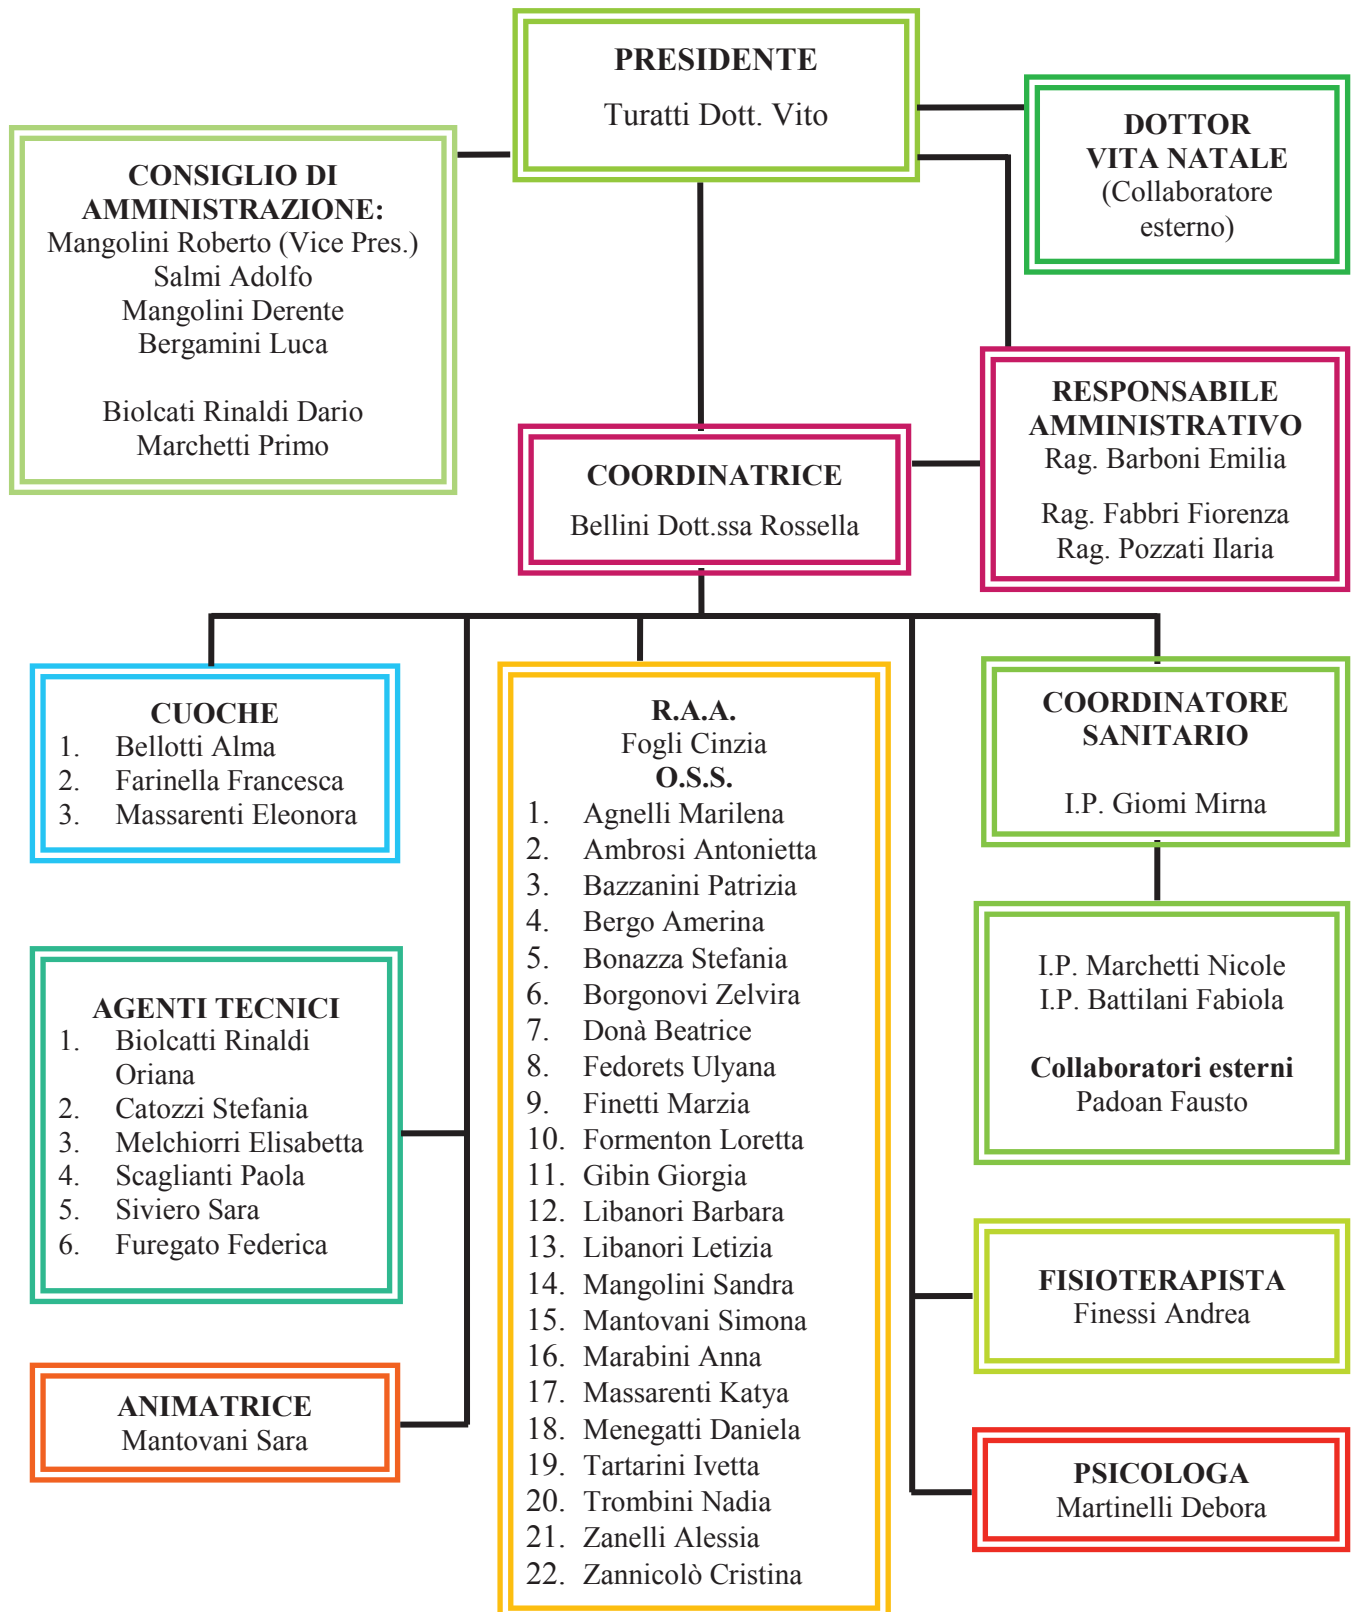 PRESIDENTE
Turatti Dott. Vito
DOTTOR
VITA NATALE
(Collaboratore
esterno)
CONSIGLIO DI
AMMINISTRAZIONE:
Mangolini Roberto (Vice Pres.)
Salmi Adolfo
Mangolini Derente
Bergamini Luca
Biolcati Rinaldi Dario
Marchetti Primo
RESPONSABILE
AMMINISTRATIVO
Rag. Barboni Emilia
Rag. Fabbri Fiorenza
Rag. Pozzati Ilaria
COORDINATRICE
Bellini Dott.ssa Rossella
CUOCHE
1. Bellotti Alma
2. Farinella Francesca
3. Massarenti Eleonora
AGENTI TECNICI
1. Biolcatti Rinaldi
Oriana
2. Catozzi Stefania
3. Melchiorri Elisabetta
4. Scaglianti Paola
5. Siviero Sara
6. Furegato Federica
ANIMATRICE
Mantovani Sara
R.A.A.
Fogli Cinzia
O.S.S.
1. Agnelli Marilena
2. Ambrosi Antonietta
3. Bazzanini Patrizia
4. Bergo Amerina
5. Bonazza Stefania
6. Borgonovi Zelvira
7. Donà Beatrice
8. Fedorets Ulyana
9. Finetti Marzia
10. Formenton Loretta
11. Gibin Giorgia
12. Libanori Barbara
13. Libanori Letizia
14. Mangolini Sandra
15. Mantovani Simona
16. Marabini Anna
17. Massarenti Katya
18. Menegatti Daniela
19. Tartarini Ivetta
20. Trombini Nadia
21. Zanelli Alessia
22. Zannicolò Cristina
COORDINATORE
SANITARIO
I.P. Giomi Mirna
I.P. Marchetti Nicole
I.P. Battilani Fabiola
Collaboratori esterni
Padoan Fausto
FISIOTERAPISTA
Finessi Andrea
PSICOLOGA
Martinelli Debora